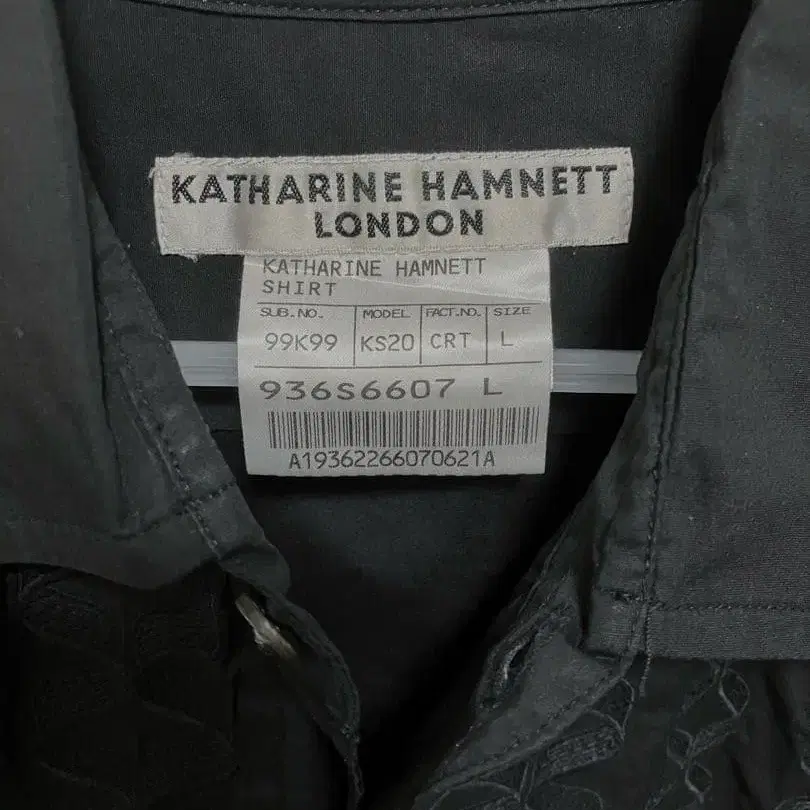 KATHARINE HAMNETT
LONDON
KATHARINE HAMNETT
SHIRT
SUB.NO. MODEL FACT.NO. SIZE
99K99 KS20 CRT L
936S6607 L
A19362266070621A